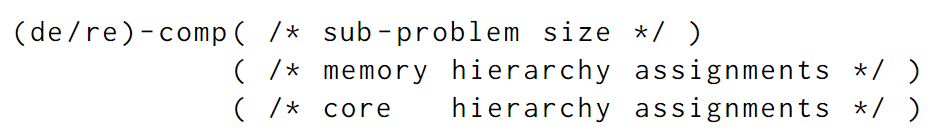 (de/re)-comp( /* sub-problem size */ )
( /* memory hierarchy assignments */ )
( /* core hierarchy assignments */ )